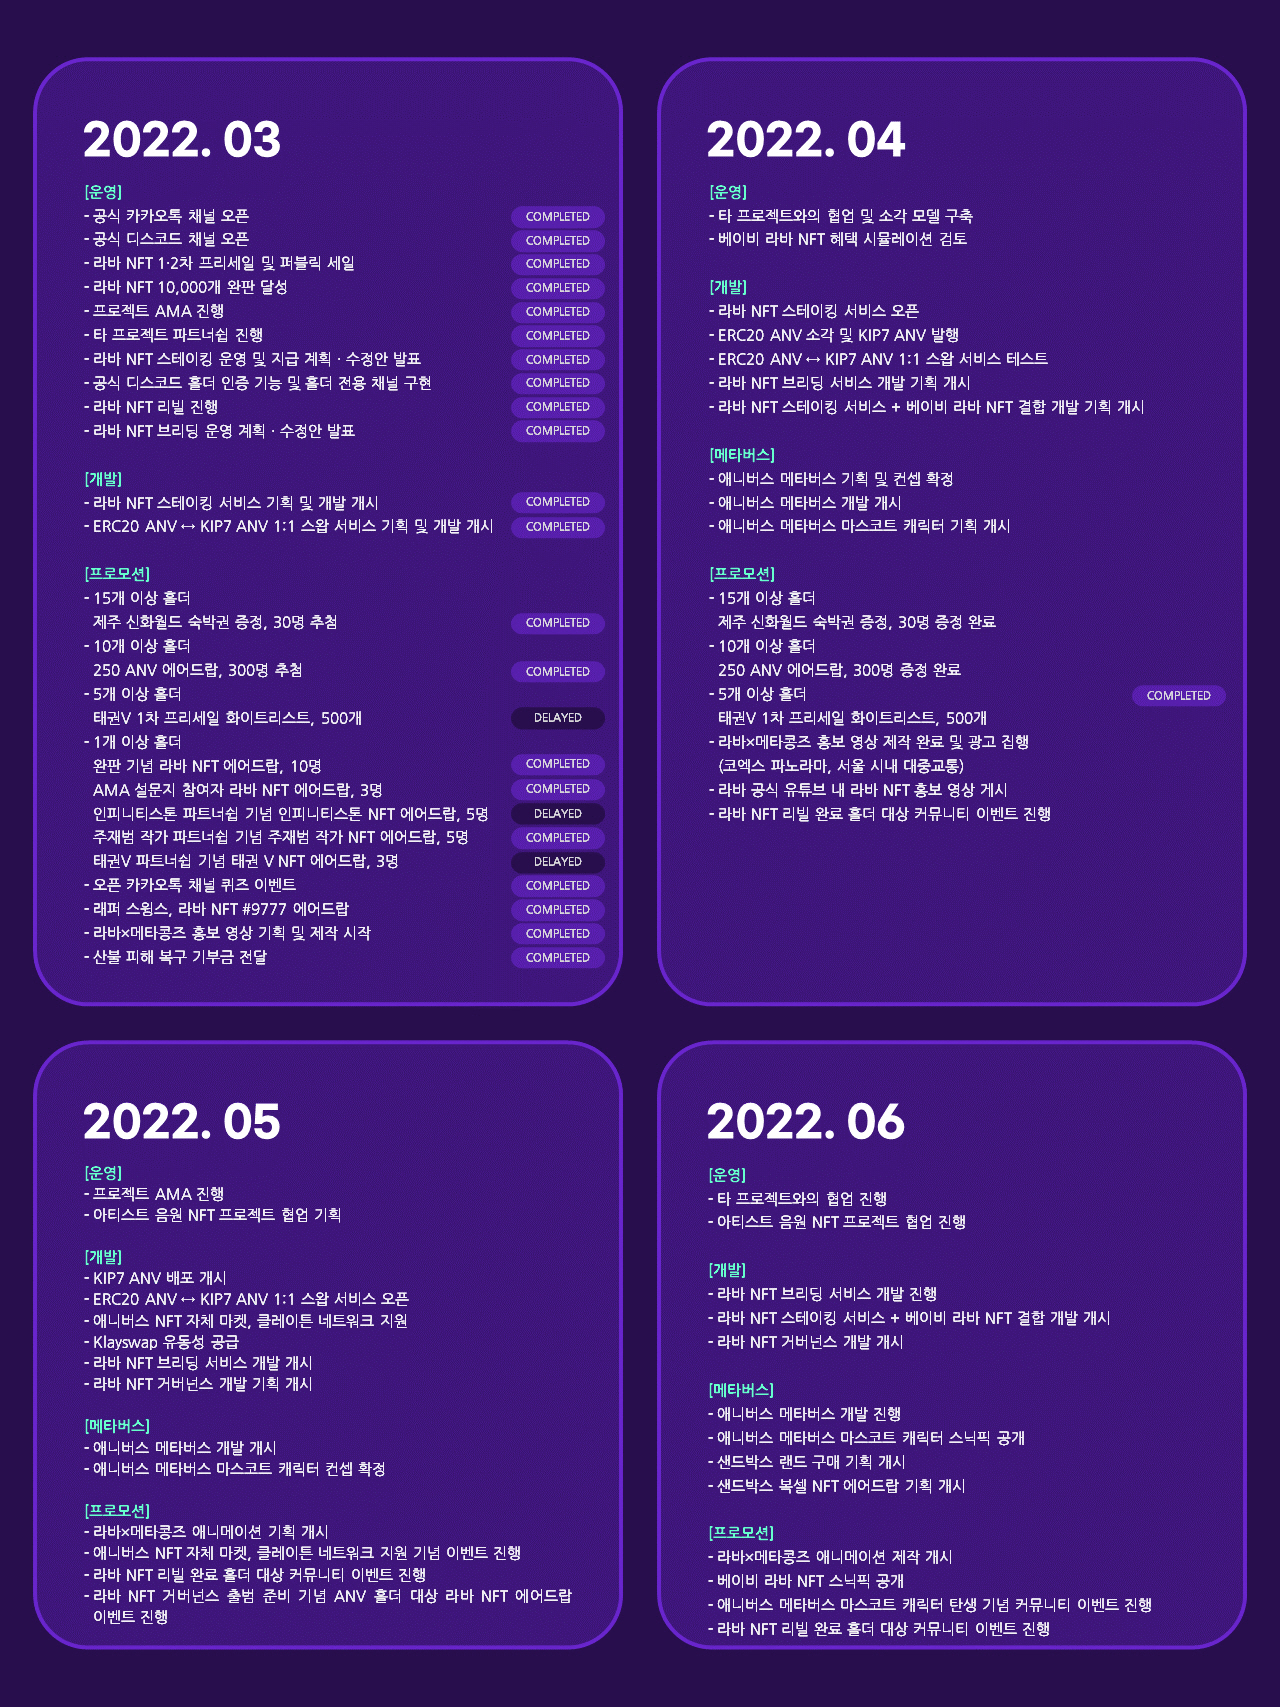 2022. 03
[운영]
- 공식 카카오톡 채널 오픈 COMPLETED
- 공식 디스코드 채널 오픈 COMPLETED
- 라바 NFT 1·2차 프리세일 및 퍼블릭 세일 COMPLETED
- 라바 NFT 10,000개 완판 달성 COMPLETED
- 프로젝트 AMA 진행 COMPLETED
- 타 프로젝트 파트너쉽 진행 COMPLETED
- 라바 NFT 스테이킹 운영 및 지급 계획 · 수정안 발표 COMPLETED
- 공식 디스코드 홀더 인증 기능 및 홀더 전용 채널 구현 COMPLETED
- 라바 NFT 리빌 진행 COMPLETED
- 라바 NFT 브리딩 운영 계획 · 수정안 발표 COMPLETED
[개발]
- 라바 NFT 스테이킹 서비스 기획 및 개발 개시 COMPLETED
- ERC20 ANV ↔ KIP7 ANV 1:1 스왑 서비스 기획 및 개발 개시 COMPLETED
[프로모션]
- 15개 이상 홀더
제주 신화월드 숙박권 증정, 30명 추첨 COMPLETED
- 10개 이상 홀더
250 ANV 에어드랍, 300명 추첨 COMPLETED
- 5개 이상 홀더
태권V 1차 프리세일 화이트리스트, 500개 DELAYED
- 1개 이상 홀더
완판 기념 라바 NFT 에어드랍, 10명 COMPLETED
AMA 설문지 참여자 라바 NFT 에어드랍, 3명 COMPLETED
인피니티스톤 파트너쉽 기념 인피니티스톤 NFT 에어드랍, 5명 DELAYED
주재범 작가 파트너쉽 기념 주재범 작가 NFT 에어드랍, 5명 COMPLETED
태권V 파트너쉽 기념 태권 V NFT 에어드랍, 3명 DELAYED
- 오픈 카카오톡 채널 퀴즈 이벤트 COMPLETED
- 래퍼 스윙스, 라바 NFT #9777 에어드랍 COMPLETED
- 라바×메타콩즈 홍보 영상 기획 및 제작 시작 COMPLETED
- 산불 피해 복구 기부금 전달 COMPLETED
2022. 04
[운영]
- 타 프로젝트와의 협업 및 소각 모델 구축
- 베이비 라바 NFT 혜택 시뮬레이션 검토
[개발]
- 라바 NFT 스테이킹 서비스 오픈
- ERC20 ANV 소각 및 KIP7 ANV 발행
- ERC20 ANV ↔ KIP7 ANV 1:1 스왑 서비스 테스트
- 라바 NFT 브리딩 서비스 개발 기획 개시
- 라바 NFT 스테이킹 서비스 + 베이비 라바 NFT 결합 개발 기획 개시
[메타버스]
- 애니버스 메타버스 기획 및 컨셉 확정
- 애니버스 메타버스 개발 개시
- 애니버스 메타버스 마스코트 캐릭터 기획 개시
[프로모션]
- 15개 이상 홀더
제주 신화월드 숙박권 증정, 30명 증정 완료
- 10개 이상 홀더
250 ANV 에어드랍, 300명 증정 완료
- 5개 이상 홀더 COMPLETED
태권V 1차 프리세일 화이트리스트, 500개
- 라바×메타콩즈 홍보 영상 제작 완료 및 광고 집행
(코엑스 파노라마, 서울 시내 대중교통)
- 라바 공식 유튜브 내 라바 NFT 홍보 영상 게시
- 라바 NFT 리빌 완료 홀더 대상 커뮤니티 이벤트 진행
2022. 05
[운영]
- 프로젝트 AMA 진행
- 아티스트 음원 NFT 프로젝트 협업 기획
[개발]
- KIP7 ANV 배포 개시
- ERC20 ANV ↔ KIP7 ANV 1:1 스왑 서비스 오픈
- 애니버스 NFT 자체 마켓, 클레이튼 네트워크 지원
- Klayswap 유동성 공급
- 라바 NFT 브리딩 서비스 개발 개시
- 라바 NFT 거버넌스 개발 기획 개시
[메타버스]
- 애니버스 메타버스 개발 개시
- 애니버스 메타버스 마스코트 캐릭터 컨셉 확정
[프로모션]
- 라바×메타콩즈 애니메이션 기획 개시
- 애니버스 NFT 자체 마켓, 클레이튼 네트워크 지원 기념 이벤트 진행
- 라바 NFT 리빌 완료 홀더 대상 커뮤니티 이벤트 진행
- 라바 NFT 거버넌스 출범 준비 기념 ANV 홀더 대상 라바 NFT 에어드랍
이벤트 진행
2022. 06
[운영]
- 타 프로젝트와의 협업 진행
- 아티스트 음원 NFT 프로젝트 협업 진행
[개발]
- 라바 NFT 브리딩 서비스 개발 진행
- 라바 NFT 스테이킹 서비스 + 베이비 라바 NFT 결합 개발 개시
- 라바 NFT 거버넌스 개발 개시
[메타버스]
- 애니버스 메타버스 개발 진행
- 애니버스 메타버스 마스코트 캐릭터 스닉픽 공개
- 샌드박스 랜드 구매 기획 개시
- 샌드박스 복셀 NFT 에어드랍 기획 개시
[프로모션]
- 라바×메타콩즈 애니메이션 제작 개시
- 베이비 라바 NFT 스닉픽 공개
- 애니버스 메타버스 마스코트 캐릭터 탄생 기념 커뮤니티 이벤트 진행
- 라바 NFT 리빌 완료 홀더 대상 커뮤니티 이벤트 진행